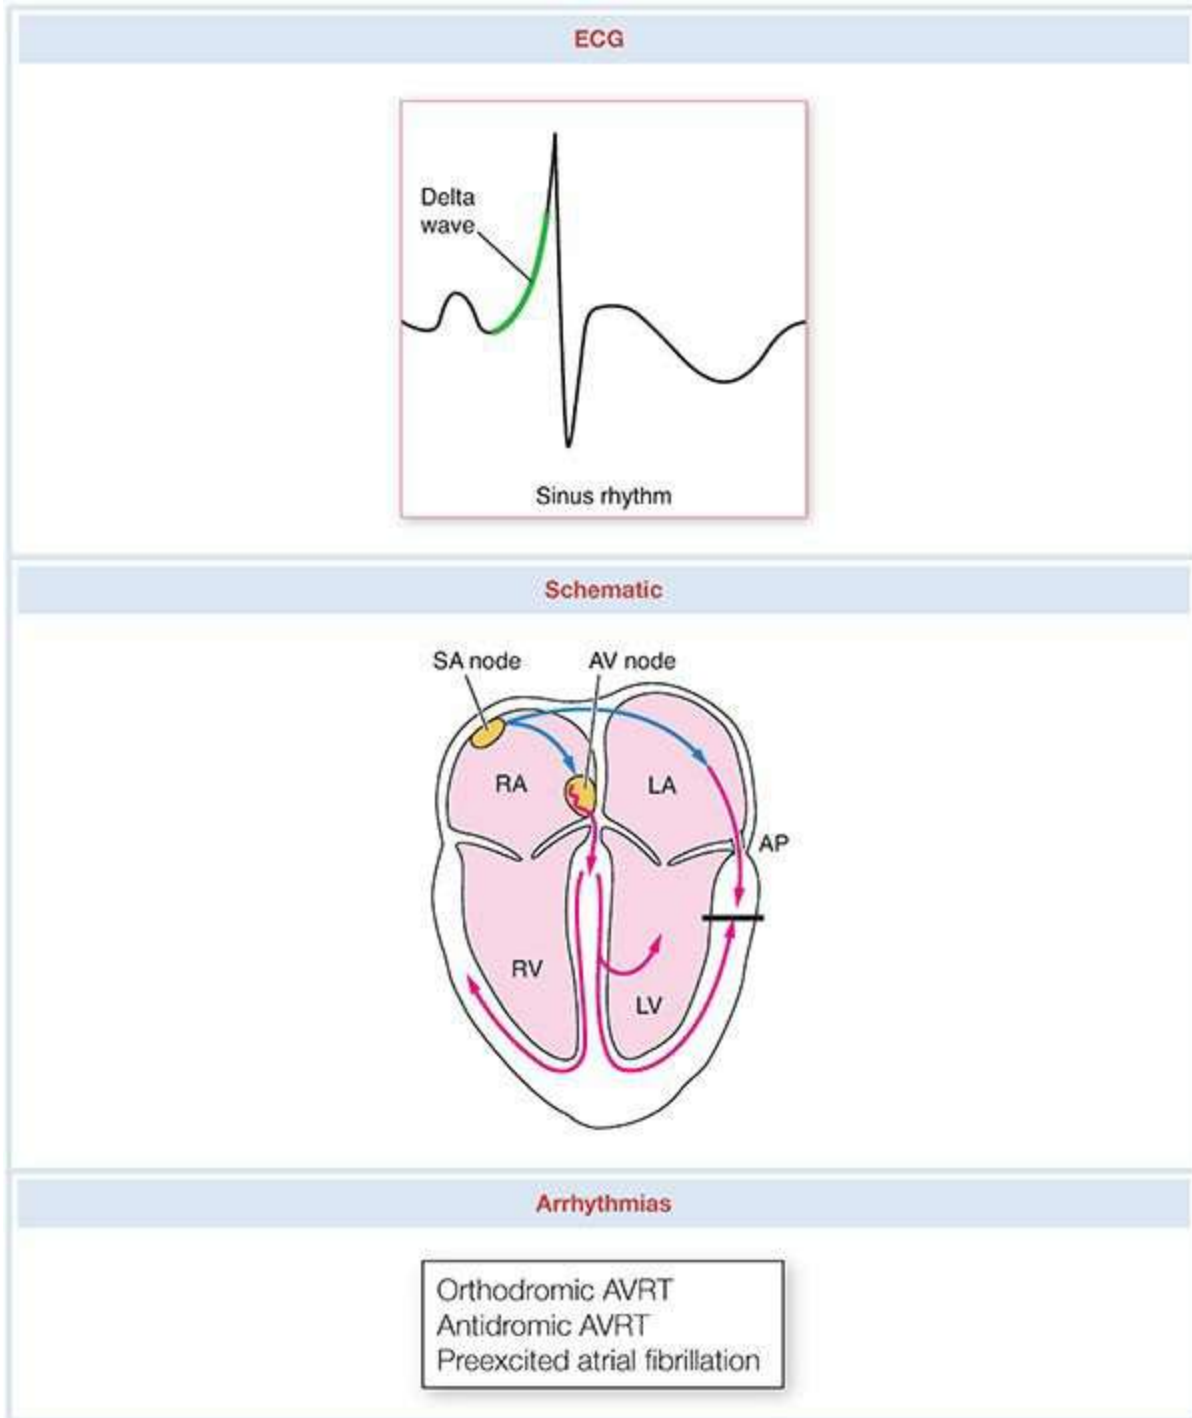 ECG
Delta
wave
Sinus rhythm
Schematic
SA node
AV node
RA
LA
AP
RV
LV
Arrhythmias
Orthodromic AVRT
Antidromic AVRT
Preexcited atrial fibrillation